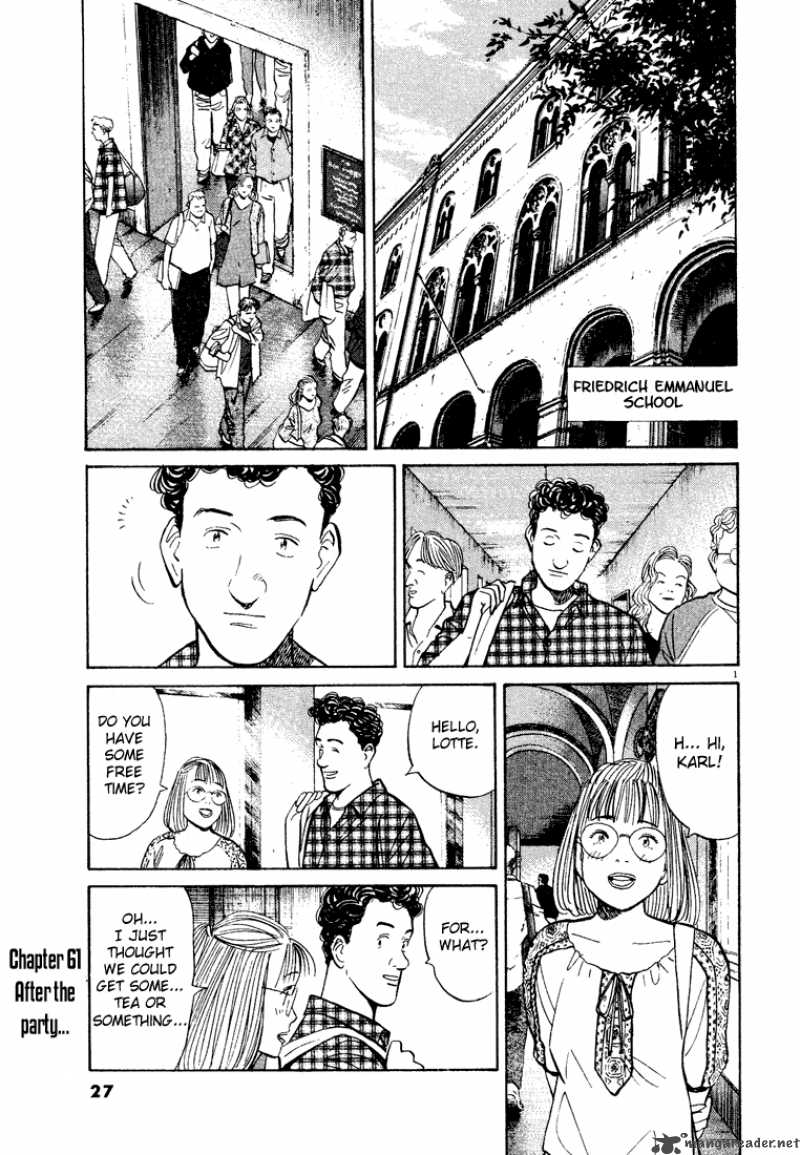 FRIEDRICH EMMANUEL
SCHOOL
1
H... HI,
KARL!
HELLO,
LOTTE.
DO YOU
HAVE
SOME
FREE
TIME?
FOR...
WHAT?
OH...
I JUST
THOUGHT
WE COULD
GET SOME...
TEA OR
SOMETHING...
Chapter 61
After the
party...
27
mangareader.net